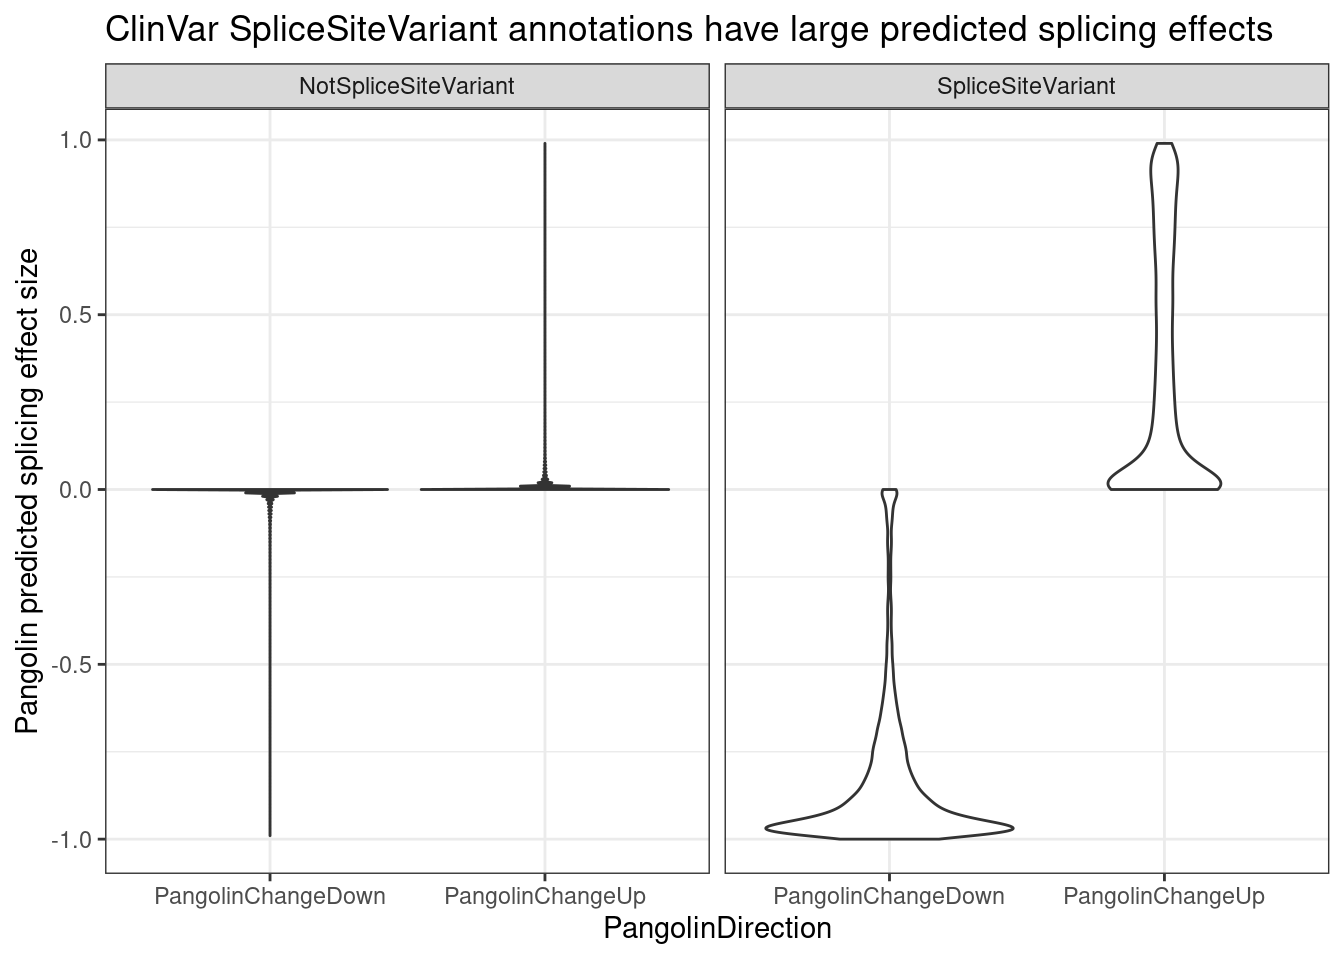 ClinVar SpliceSiteVariant annotations have large predicted splicing effects
NotSpliceSiteVariant
SpliceSiteVariant
Pangolin predicted splicing effect size
1.0
0.5
0.0
-0.5
-1.0
PangolinChangeDown
PangolinChangeUp
PangolinChangeDown
PangolinChangeUp
PangolinDirection